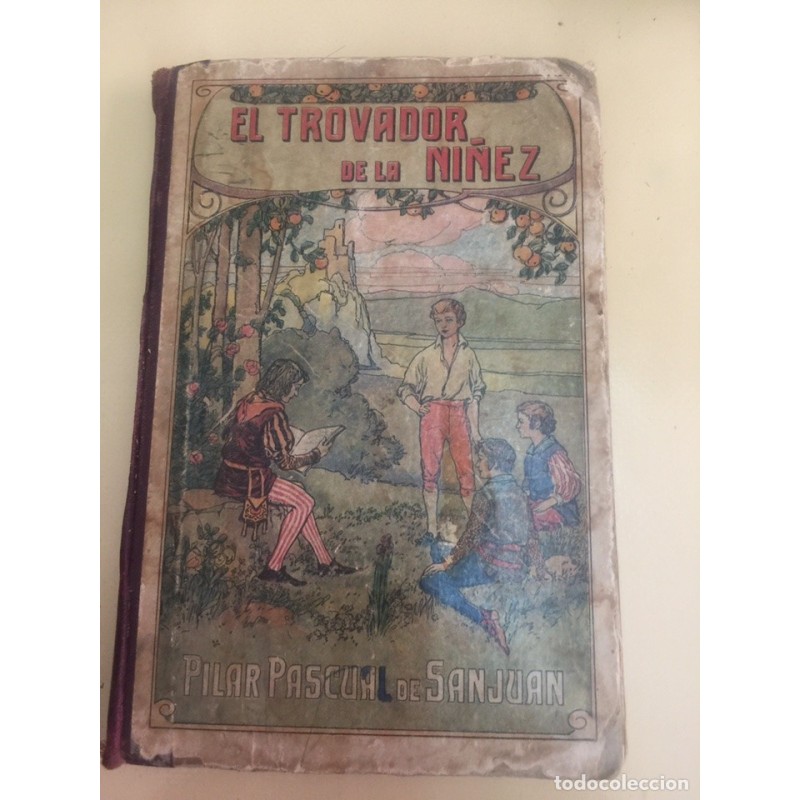 EL TROVADOR
DE LA NIÑEZ
PILAR PASCUAL DE SANJUAN
todocoleccion